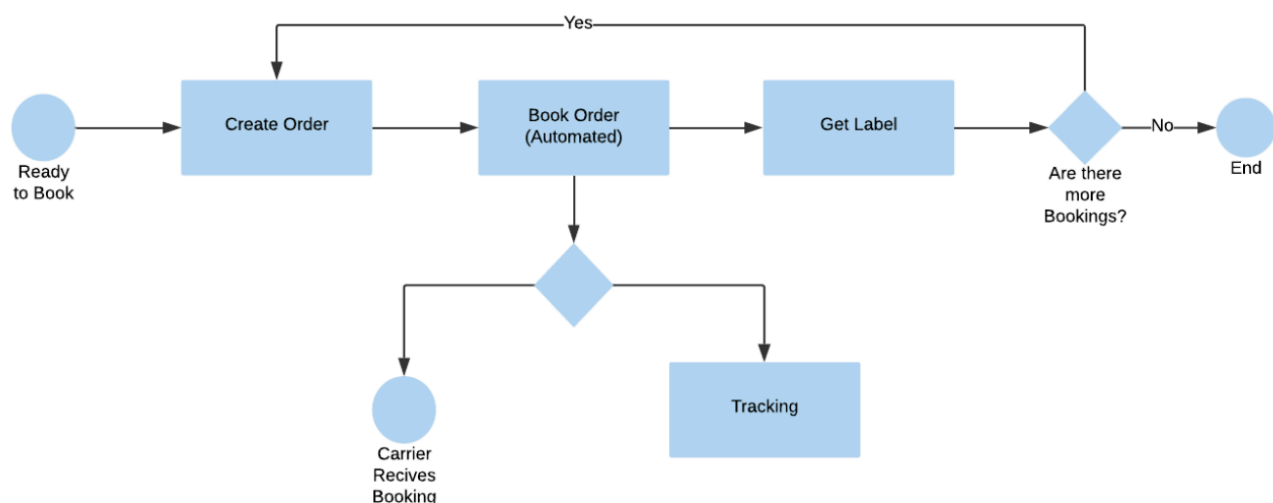 Yes
Ready
to Book
Create Order
Book Order
(Automated)
Get Label
Are there
more
Bookings?
No
End
Carrier
Recives
Booking
Tracking